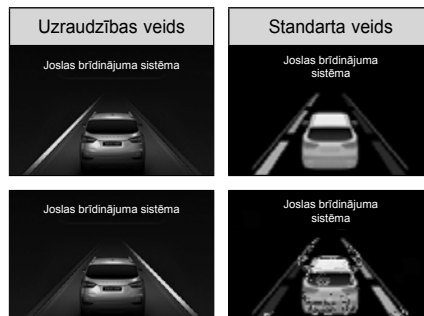 Uzraudzības veids
Standarta veids
Joslas brīdinājuma sistēma
Joslas brīdinājuma
sistēma
Joslas brīdinājuma sistēma
Joslas brīdinājuma
sistēma